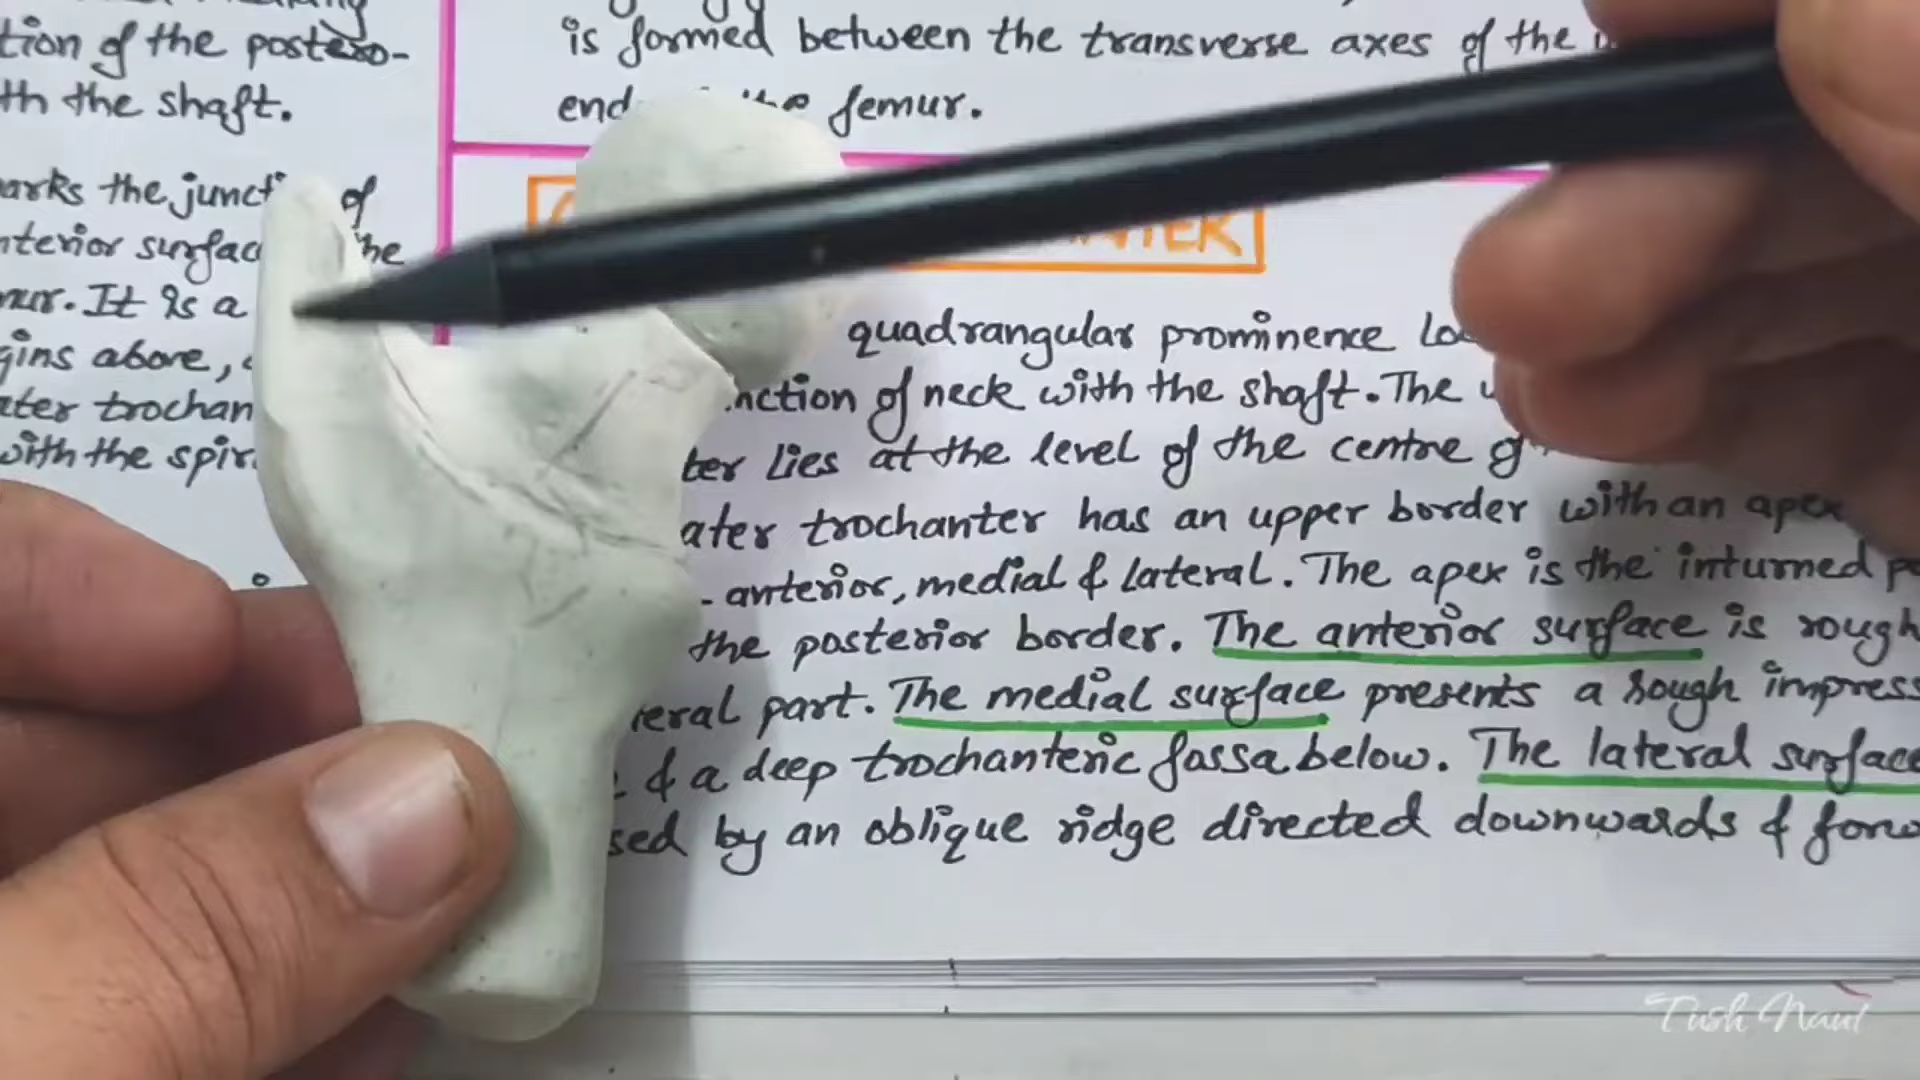 tion of the postero-
th the shaft.
arks the junct of
nterior surfac he
mur. It is a
gins above,
ater trochan
with the spir
is formed between the transverse axes of the
end the femur.
quadrangular prominence Lo
nction of neck with the shaft. The
ter lies at the level of the centre of
ater trochanter has an upper border with an apex
- anterior, medial & lateral. The apex is the inturned p
the posterior border. The anterior surface is rough
teral part. The medial surface presents a rough impress
& a deep trochanteric fossa below. The lateral surface
sed by an oblique ridge directed downwards & forw
Tush Naut